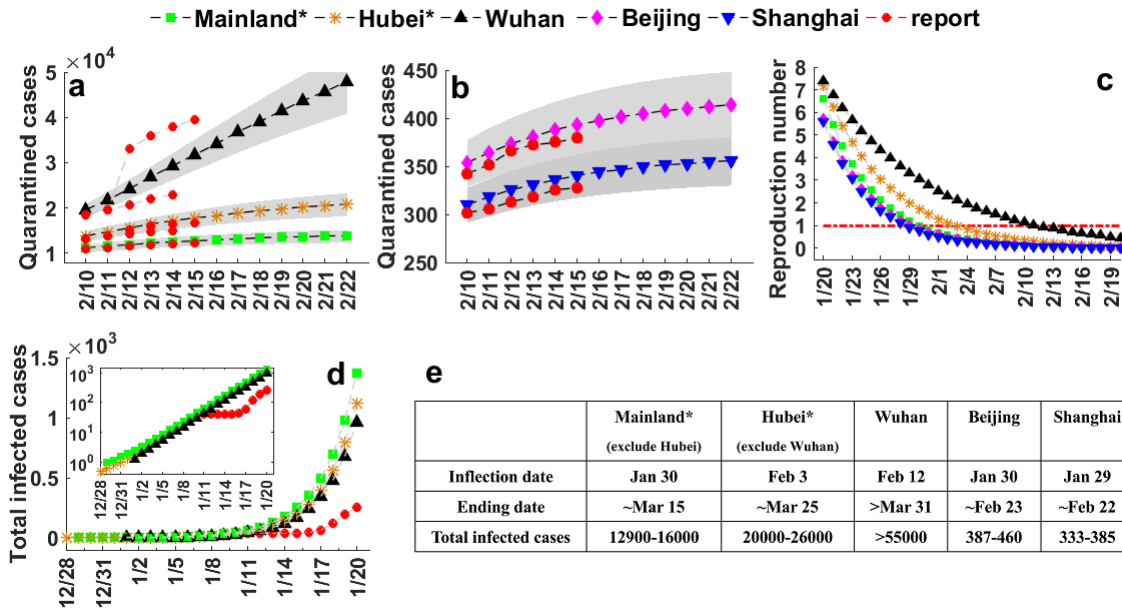 Mainland* Hubei* Wuhan Beijing Shanghai report
a
×10^4
Quarantined cases
5
4
3
2
1
2/10 2/11 2/12 2/13 2/14 2/15 2/16 2/17 2/18 2/19 2/20 2/21 2/22
b
Quarantined cases
450
400
350
300
250
2/10 2/11 2/12 2/13 2/14 2/15 2/16 2/17 2/18 2/19 2/20 2/21 2/22
c
Reproduction number
8
7
6
5
4
3
2
1
0
1/20 1/23 1/26 1/29 2/1 2/4 2/7 2/10 2/13 2/16 2/19
d
×10^3
Total infected cases
1.5
1
0.5
0
12/28 12/31 1/2 1/5 1/8 1/11 1/14 1/17 1/20
10^3
10^2
10^1
10^0
12/28 12/31 1/2 1/5 1/8 1/11 1/14 1/17 1/20
e
Mainland* Hubei* Wuhan Beijing Shanghai
(exclude Hubei) (exclude Wuhan)
Inflection date Jan 30 Feb 3 Feb 12 Jan 30 Jan 29
Ending date ~Mar 15 ~Mar 25 >Mar 31 ~Feb 23 ~Feb 22
Total infected cases 12900-16000 20000-26000 >55000 387-460 333-385